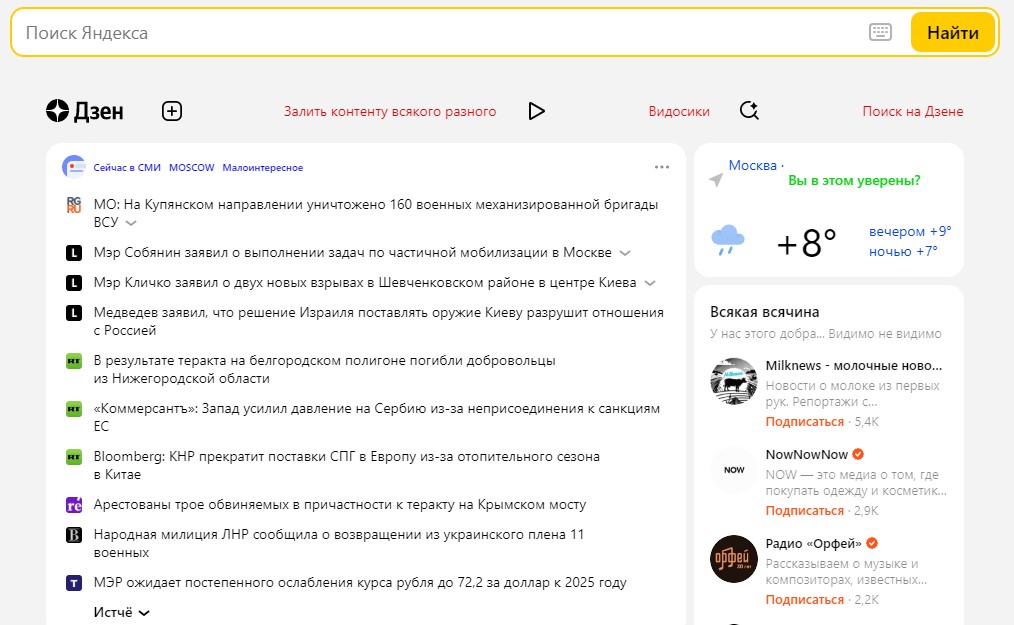 Поиск Яндекса
Найти
Дзен
Залить контенту всякого разного
Видосики
Поиск на Дзене
Сейчас в СМИ MOSCOW Малоинтересное
МО: На Купянском направлении уничтожено 160 военных механизированной бригады
ВСУ
Мэр Собянин заявил о выполнении задач по частичной мобилизации в Москве
Мэр Кличко заявил о двух новых взрывах в Шевченковском районе в центре Киева
Медведев заявил, что решение Израиля поставлять оружие Киеву разрушит отношения
с Россией
В результате теракта на белгородском полигоне погибли добровольцы
из Нижегородской области
«Коммерсантъ»: Запад усилил давление на Сербию из-за неприсоединения к санкциям
ЕС
Bloomberg: КНР прекратит поставки СПГ в Европу из-за отопительного сезона
в Китае
Арестованы трое обвиняемых в причастности к теракту на Крымском мосту
Народная милиция ЛНР сообщила о возвращении из украинского плена 11
военных
МЭР ожидает постепенного ослабления курса рубля до 72,2 за доллар к 2025 году
Истчё
Москва ·
Вы в этом уверены?
+8°
вечером +9°
ночью +7°
Всякая всячина
У нас этого добра... Видимо не видимо
Milknews - молочные ново...
Новости о молоке из первых
рук. Репортажи с...
Подписаться · 5,4K
NOW
NowNowNow
NOW — это медиа о том, где
покупать одежду и косметик...
Подписаться · 2,9K
орфей
Радио «Орфей»
Рассказываем о музыке и
композиторах, известных...
Подписаться · 2,2K